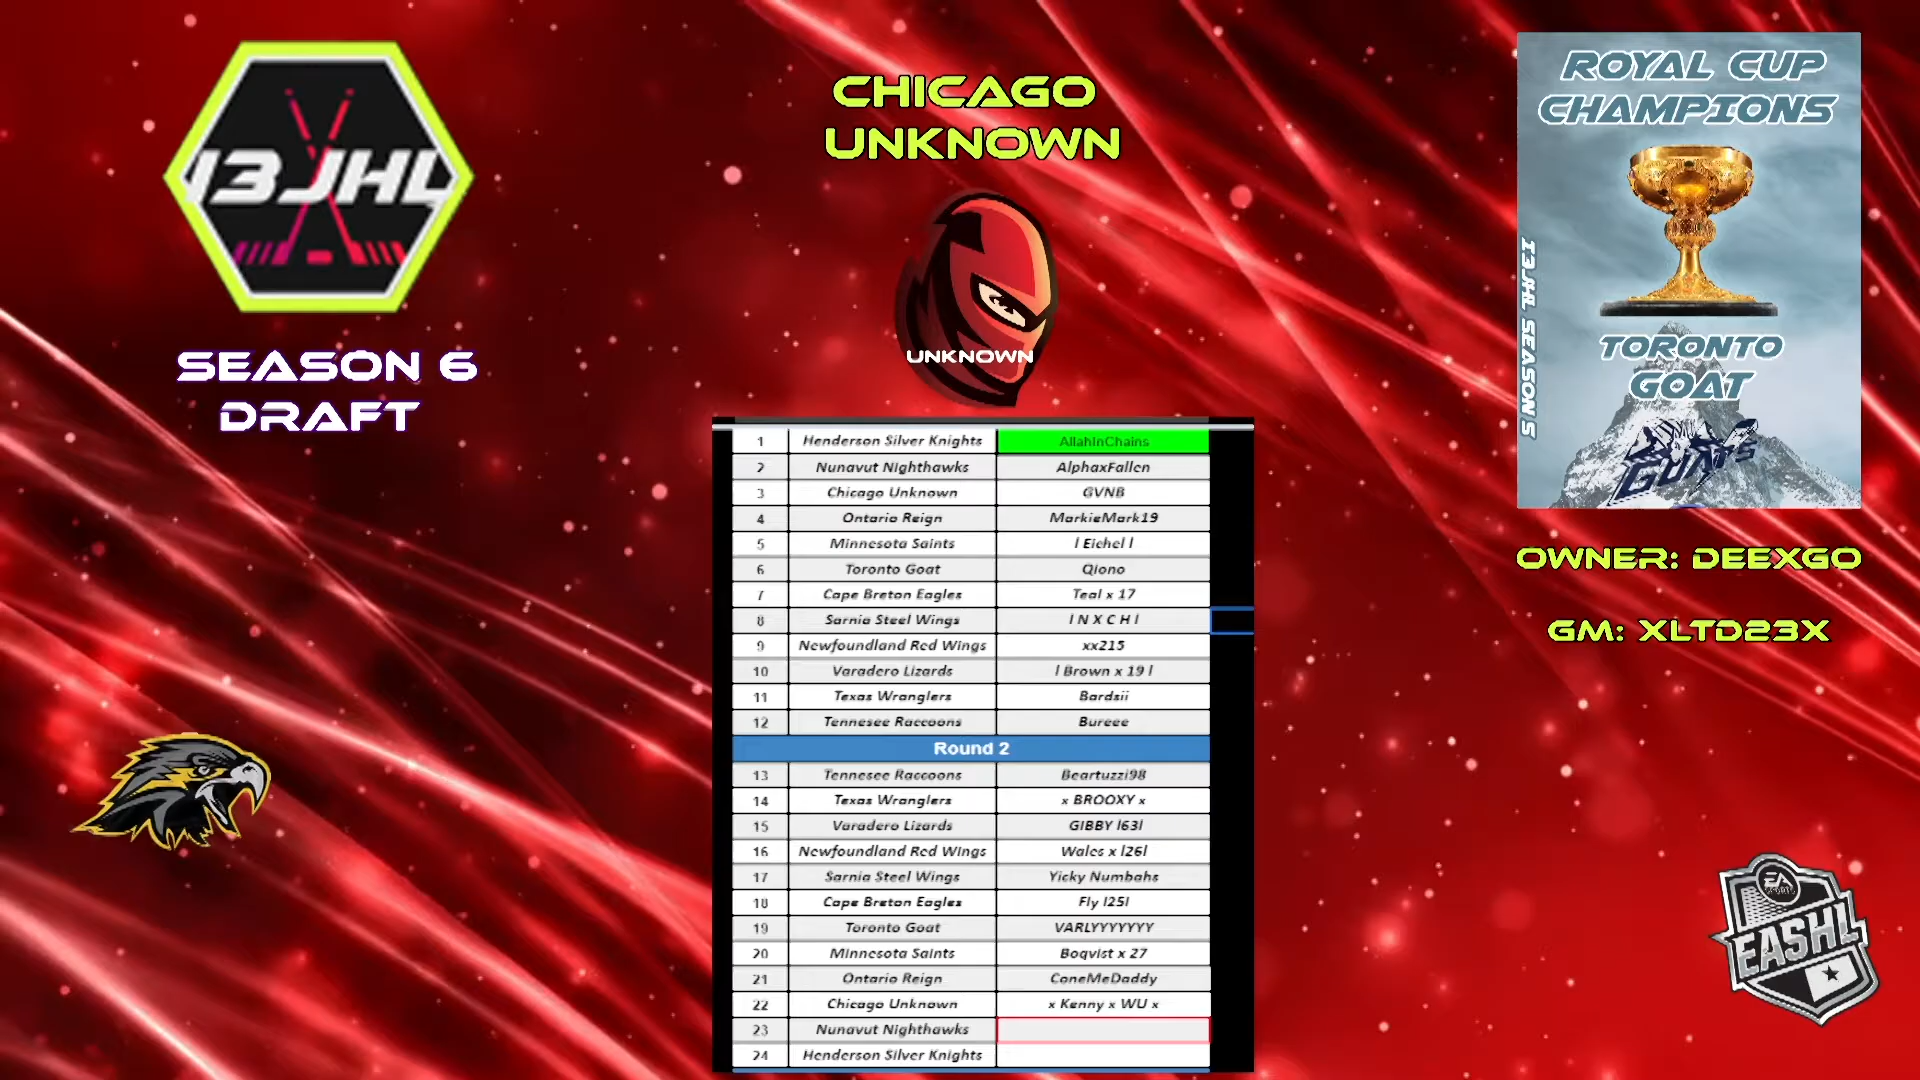 13JHL
SEASON 6
DRAFT
CHICAGO
UNKNOWN
UNKNOWN
1 Henderson Silver Knights AllahInChains
2 Nunavut Nighthawks AlphaxFallen
3 Chicago Unknown GVNB
4 Ontario Reign MarkieMark19
5 Minnesota Saints l Eichel l
6 Toronto Goat Qiono
7 Cape Breton Eagles Teal x 17
8 Sarnia Steel Wings l N X C H l
9 Newfoundland Red Wings xx215
10 Varadero Lizards l Brown x 19 l
11 Texas Wranglers Bardsii
12 Tennesee Raccoons Bureee
Round 2
13 Tennesee Raccoons Beartuzzi98
14 Texas Wranglers x BROOXY x
15 Varadero Lizards GIBBY l63l
16 Newfoundland Red Wings Wales x l26l
17 Sarnia Steel Wings Yicky Numbahs
18 Cape Breton Eagles Fly l25l
19 Toronto Goat VARLYYYYYYY
20 Minnesota Saints Boqvist x 27
21 Ontario Reign ConeMeDaddy
22 Chicago Unknown x Kenny x WU x
23 Nunavut Nighthawks
24 Henderson Silver Knights
ROYAL CUP
CHAMPIONS
13JHL SEASON 5
TORONTO
GOAT
GOATS
OWNER: DEEXGO
GM: XLTD23X
EA
SPORTS
EASHL